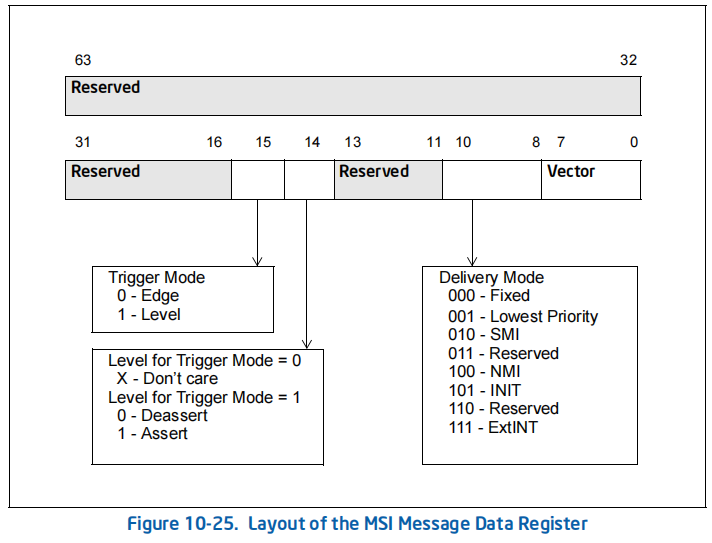 63 32
Reserved
31 16 15 14 13 11 10 8 7 0
Reserved Reserved Vector
Trigger Mode
0 - Edge
1 - Level
Level for Trigger Mode = 0
X - Don't care
Level for Trigger Mode = 1
0 - Deassert
1 - Assert
Delivery Mode
000 - Fixed
001 - Lowest Priority
010 - SMI
011 - Reserved
100 - NMI
101 - INIT
110 - Reserved
111 - ExtINT
Figure 10-25. Layout of the MSI Message Data Register